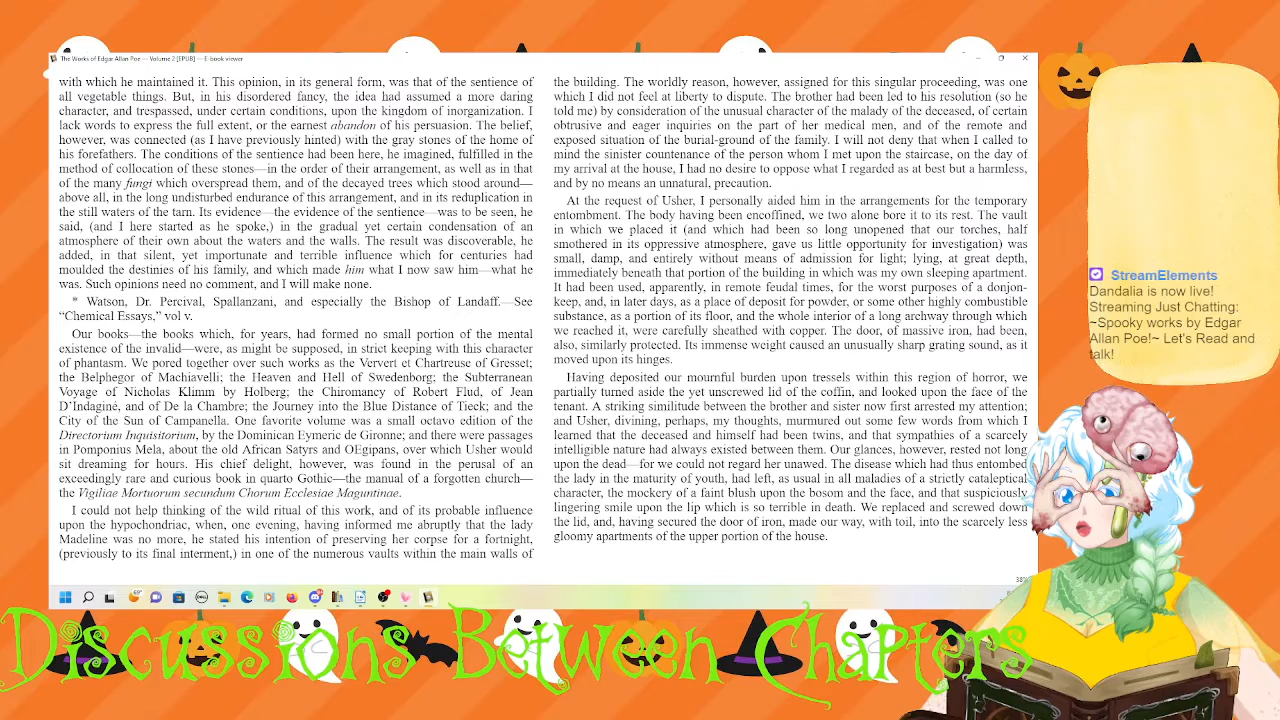 The Works of Edgar Allan Poe — Volume 2 [EPUB] — E-book viewer
with which he maintained it. This opinion, in its general form, was that of the sentience of
all vegetable things. But, in his disordered fancy, the idea had assumed a more daring
character, and trespassed, under certain conditions, upon the kingdom of inorganization. I
lack words to express the full extent, or the earnest abandon of his persuasion. The belief,
however, was connected (as I have previously hinted) with the gray stones of the home of
his forefathers. The conditions of the sentience had been here, he imagined, fulfilled in the
method of collocation of these stones—in the order of their arrangement, as well as in that
of the many fungi which overspread them, and of the decayed trees which stood around—
above all, in the long undisturbed endurance of this arrangement, and in its reduplication in
the still waters of the tarn. Its evidence—the evidence of the sentience—was to be seen, he
said, (and I here started as he spoke,) in the gradual yet certain condensation of an
atmosphere of their own about the waters and the walls. The result was discoverable, he
added, in that silent, yet importunate and terrible influence which for centuries had
moulded the destinies of his family, and which made him what I now saw him—what he
was. Such opinions need no comment, and I will make none.
* Watson, Dr. Percival, Spallanzani, and especially the Bishop of Landaff.—See
“Chemical Essays,” vol v.
Our books—the books which, for years, had formed no small portion of the mental
existence of the invalid—were, as might be supposed, in strict keeping with this character
of phantasm. We pored together over such works as the Ververt et Chartreuse of Gresset;
the Belphegor of Machiavelli; the Heaven and Hell of Swedenborg; the Subterranean
Voyage of Nicholas Klimm by Holberg; the Chiromancy of Robert Flud, of Jean
D’Indaginé, and of De la Chambre; the Journey into the Blue Distance of Tieck; and the
City of the Sun of Campanella. One favorite volume was a small octavo edition of the
Directorium Inquisitorium, by the Dominican Eymeric de Gironne; and there were passages
in Pomponius Mela, about the old African Satyrs and OEgipans, over which Usher would
sit dreaming for hours. His chief delight, however, was found in the perusal of an
exceedingly rare and curious book in quarto Gothic—the manual of a forgotten church—
the Vigiliae Mortuorum secundum Chorum Ecclesiae Maguntinae.
I could not help thinking of the wild ritual of this work, and of its probable influence
upon the hypochondriac, when, one evening, having informed me abruptly that the lady
Madeline was no more, he stated his intention of preserving her corpse for a fortnight,
(previously to its final interment,) in one of the numerous vaults within the main walls of
the building. The worldly reason, however, assigned for this singular proceeding, was one
which I did not feel at liberty to dispute. The brother had been led to his resolution (so he
told me) by consideration of the unusual character of the malady of the deceased, of certain
obtrusive and eager inquiries on the part of her medical men, and of the remote and
exposed situation of the burial-ground of the family. I will not deny that when I called to
mind the sinister countenance of the person whom I met upon the staircase, on the day of
my arrival at the house, I had no desire to oppose what I regarded as at best but a harmless,
and by no means an unnatural, precaution.
At the request of Usher, I personally aided him in the arrangements for the temporary
entombment. The body having been encoffined, we two alone bore it to its rest. The vault
in which we placed it (and which had been so long unopened that our torches, half
smothered in its oppressive atmosphere, gave us little opportunity for investigation) was
small, damp, and entirely without means of admission for light; lying, at great depth,
immediately beneath that portion of the building in which was my own sleeping apartment.
It had been used, apparently, in remote feudal times, for the worst purposes of a donjon-
keep, and, in later days, as a place of deposit for powder, or some other highly combustible
substance, as a portion of its floor, and the whole interior of a long archway through which
we reached it, were carefully sheathed with copper. The door, of massive iron, had been,
also, similarly protected. Its immense weight caused an unusually sharp grating sound, as it
moved upon its hinges.
Having deposited our mournful burden upon tressels within this region of horror, we
partially turned aside the yet unscrewed lid of the coffin, and looked upon the face of the
tenant. A striking similitude between the brother and sister now first arrested my attention;
and Usher, divining, perhaps, my thoughts, murmured out some few words from which I
learned that the deceased and himself had been twins, and that sympathies of a scarcely
intelligible nature had always existed between them. Our glances, however, rested not long
upon the dead—for we could not regard her unawed. The disease which had thus entombed
the lady in the maturity of youth, had left, as usual in all maladies of a strictly cataleptical
character, the mockery of a faint blush upon the bosom and the face, and that suspiciously
lingering smile upon the lip which is so terrible in death. We replaced and screwed down
the lid, and, having secured the door of iron, made our way, with toil, into the scarcely less
gloomy apartments of the upper portion of the house.
38%
StreamElements
Dandalia is now live!
Streaming Just Chatting:
~Spooky works by Edgar
Allan Poe!~ Let's Read and
talk!
Discussions Between Chapters